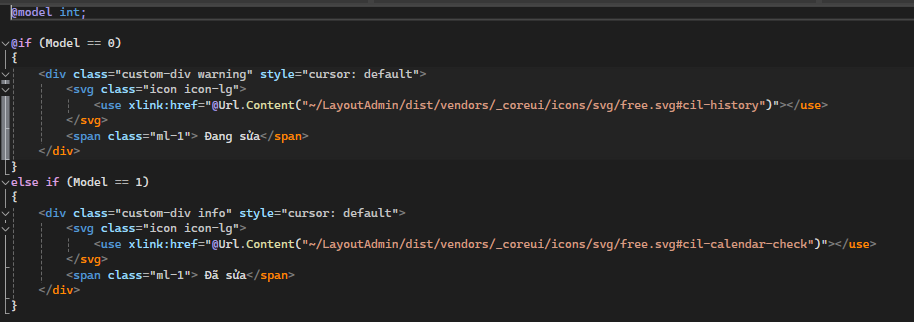 @model int;
@if (Model == 0)
{
<div class="custom-div warning" style="cursor: default">
<svg class="icon icon-lg">
<use xlink:href="@Url.Content("~/LayoutAdmin/dist/vendors/_coreui/icons/svg/free.svg#cil-history")"></use>
</svg>
<span class="ml-1"> Đang sửa</span>
</div>
}
else if (Model == 1)
{
<div class="custom-div info" style="cursor: default">
<svg class="icon icon-lg">
<use xlink:href="@Url.Content("~/LayoutAdmin/dist/vendors/_coreui/icons/svg/free.svg#cil-calendar-check")"></use>
</svg>
<span class="ml-1"> Đã sửa</span>
</div>
}